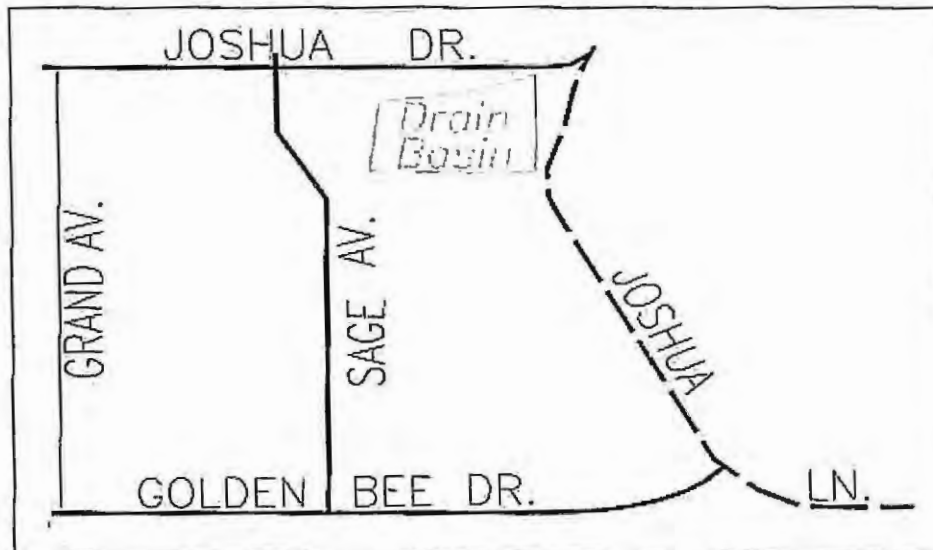 JOSHUA DR.
Drain
Basin
GRAND AV.
SAGE AV.
JOSHUA
LN.
GOLDEN BEE DR.